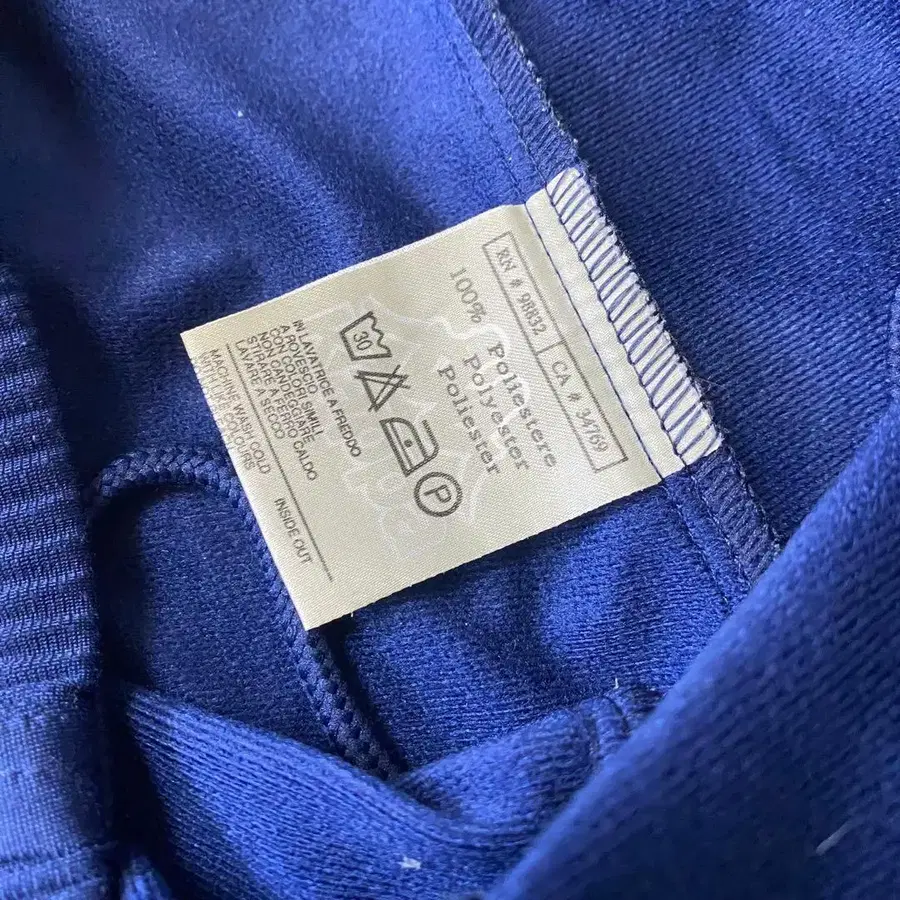 RN # 90832 CA # 34769
100% Poliestere
Polyester
Poliester
30 P
IN LAVATRICE A FREDDO
A ROVESCIO
CON COLORI SIMILI
NON CANDEGGIARE
STIRARE A FERRO CALDO
LAVARE A SECCO
MACHINE WASH COLD INSIDE OUT
WITH LIKE COLOURS